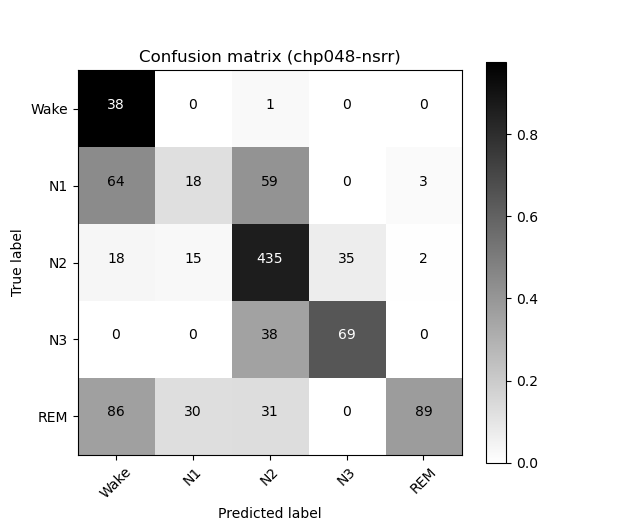 Confusion matrix (chp048-nsrr)
True label
Wake 38 0 1 0 0
N1 64 18 59 0 3
N2 18 15 435 35 2
N3 0 0 38 69 0
REM 86 30 31 0 89
Wake N1 N2 N3 REM
Predicted label
0.8
0.6
0.4
0.2
0.0